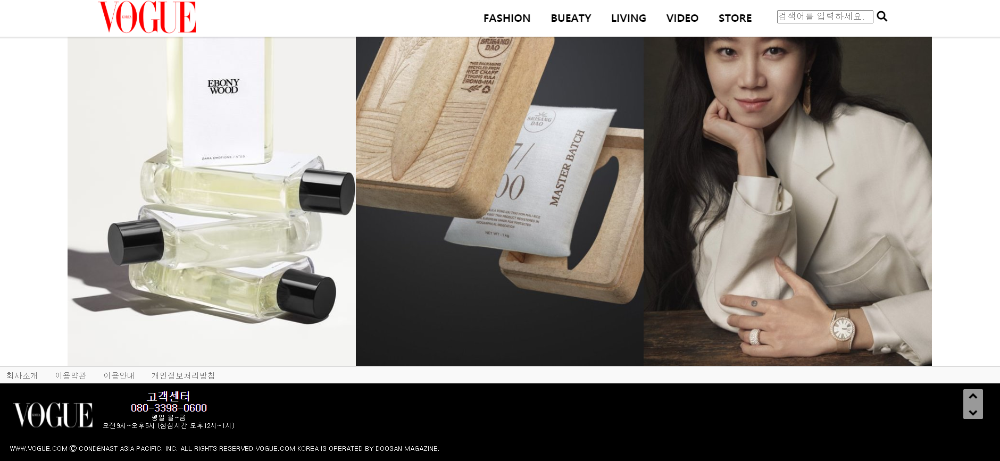 VOGUE
KOREA
FASHION BUEATY LIVING VIDEO STORE
검색어를 입력하세요.
EBONY
WOOD
ZARA EMOTIONS / N°03
SRISANG
DAO
THIS PACKAGING
RECYCLED FROM
RICE CHAFF
THUNG KULA
RONG-HAI
SRISANG
DAO
MASTER BATCH
7/
00
KULA RONG HAI THAI HOM MALI RICE
FIRST THAI PRODUCT REGISTERED IN
EUROPEAN UNION FOR PROTECTED
GEOGRAPHICAL INDICATION
NET WT : 1 kg
회사소개 이용약관 이용안내 개인정보처리방침
VOGUE
KOREA
고객센터
080-3398-0600
평일 월~금
오전9시~오후5시 (점심시간 오후12시~1시)
WWW.VOGUE.COM Ⓒ CONDÉNAST ASIA PACIFIC. INC. ALL RIGHTS RESERVED.VOGUE.COM KOREA IS OPERATED BY DOOSAN MAGAZINE.